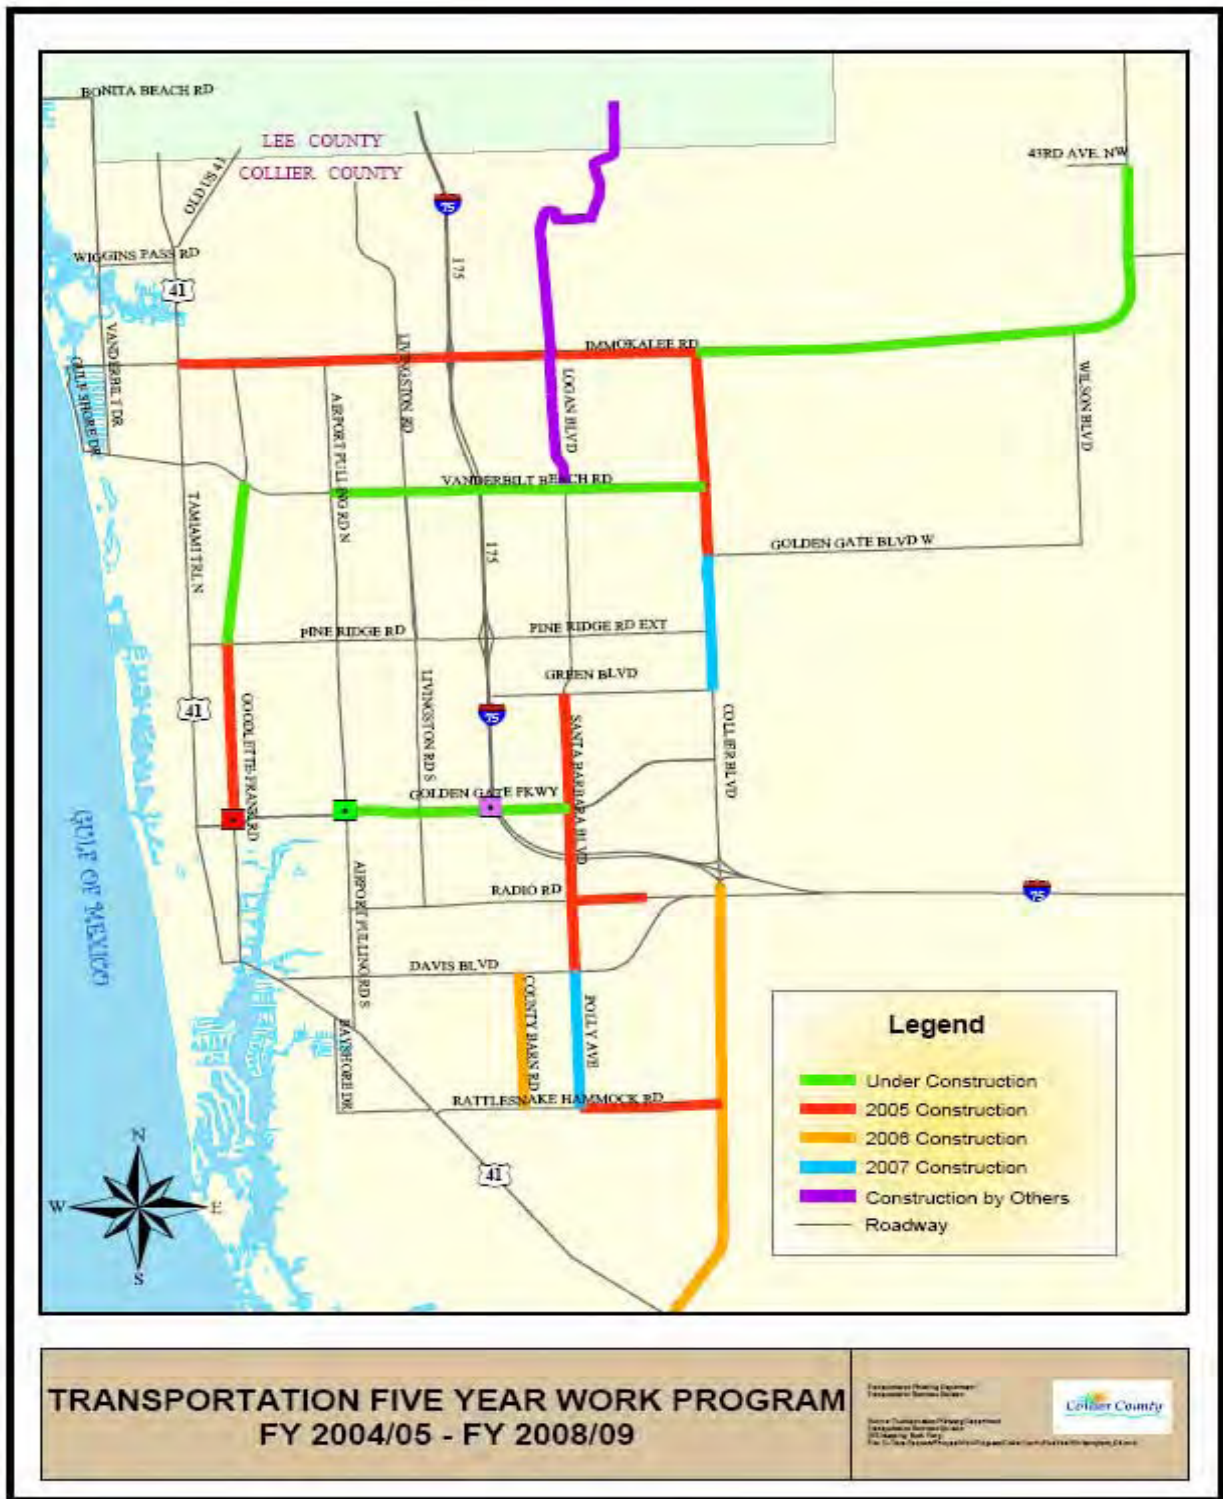 BONITA BEACH RD
LEE COUNTY
COLLIER COUNTY
OLD US 41
43RD AVE. NW
75
WIGGINS PASS RD
I75
41
VANDERBILT DR
GULF SHORE DR
LIVINGSTON RD
IMMOKALEE RD
LOGAN BLVD
WILSON BLVD
AIRPORT PULLING RD N
VANDERBILT BEACH RD
TAMIAMI TRL N
I75
GOLDEN GATE BLVD W
PINE RIDGE RD
PINE RIDGE RD EXT
GREEN BLVD
41
75
GOODLETTE-FRANK RD
LIVINGSTON RD S
SANTA BARBARA BLVD
COLLIER BLVD
GOLDEN GATE PKWY
GULF OF MEXICO
RADIO RD
75
AIRPORT PULLING RD S
DAVIS BLVD
COUNTY BARN RD
POLLY AVE
BAYSHORE DR
RATTLESNAKE HAMMOCK RD
41
N
W
E
S
Legend
Under Construction
2005 Construction
2006 Construction
2007 Construction
Construction by Others
Roadway
TRANSPORTATION FIVE YEAR WORK PROGRAM
FY 2004/05 - FY 2008/09
Collier County